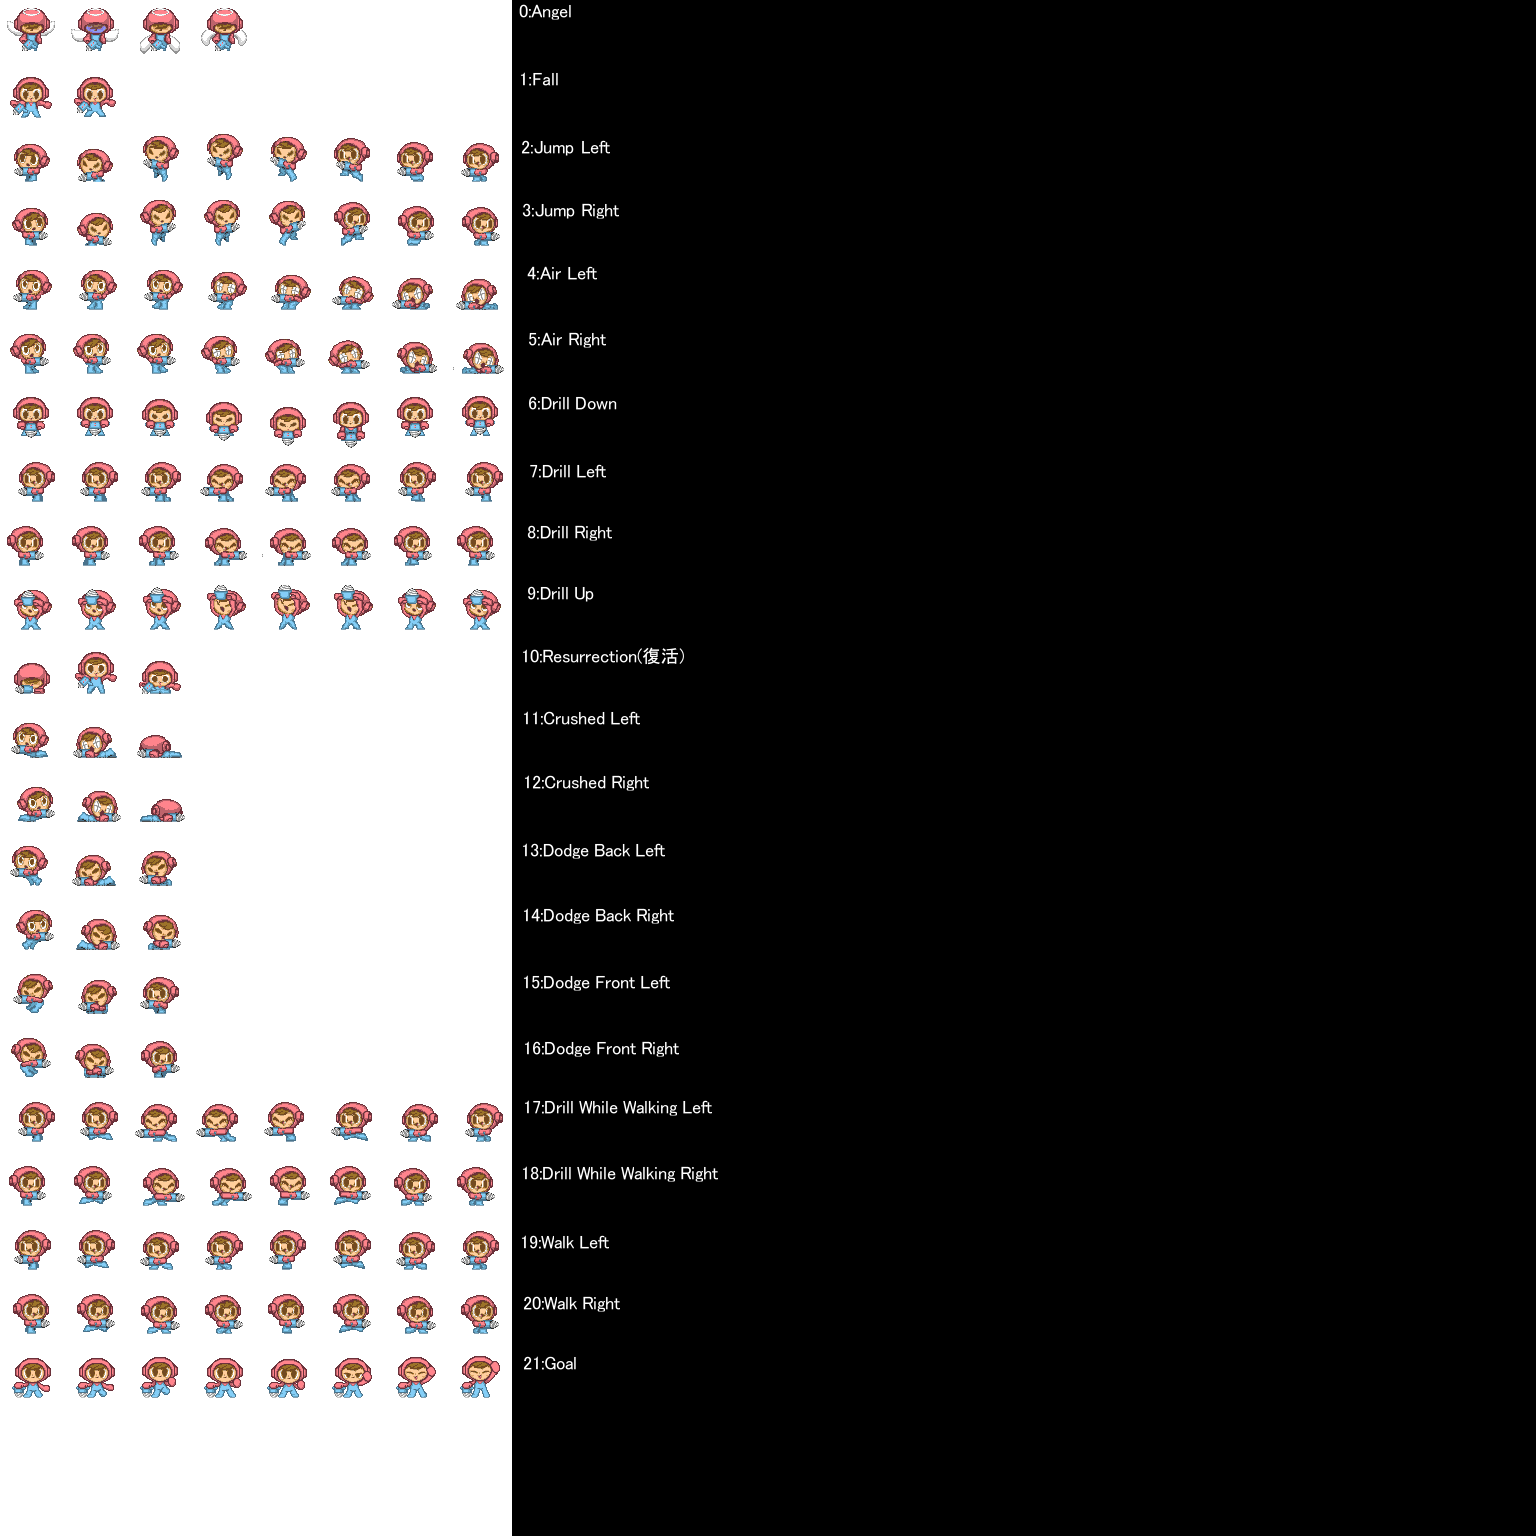 0:Angel
1:Fall
2:Jump Left
3:Jump Right
4:Air Left
5:Air Right
6:Drill Down
7:Drill Left
8:Drill Right
9:Drill Up
10:Resurrection(復活)
11:Crushed Left
12:Crushed Right
13:Dodge Back Left
14:Dodge Back Right
15:Dodge Front Left
16:Dodge Front Right
17:Drill While Walking Left
18:Drill While Walking Right
19:Walk Left
20:Walk Right
21:Goal